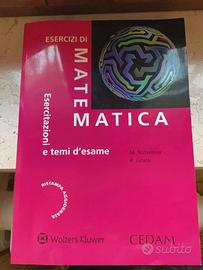 ESERCIZI DI
MATE
MATICA
Esercitazioni
e temi d'esame
RISTAMPA AGGIORNATA
Wolters Kluwer
CEDAM
subito